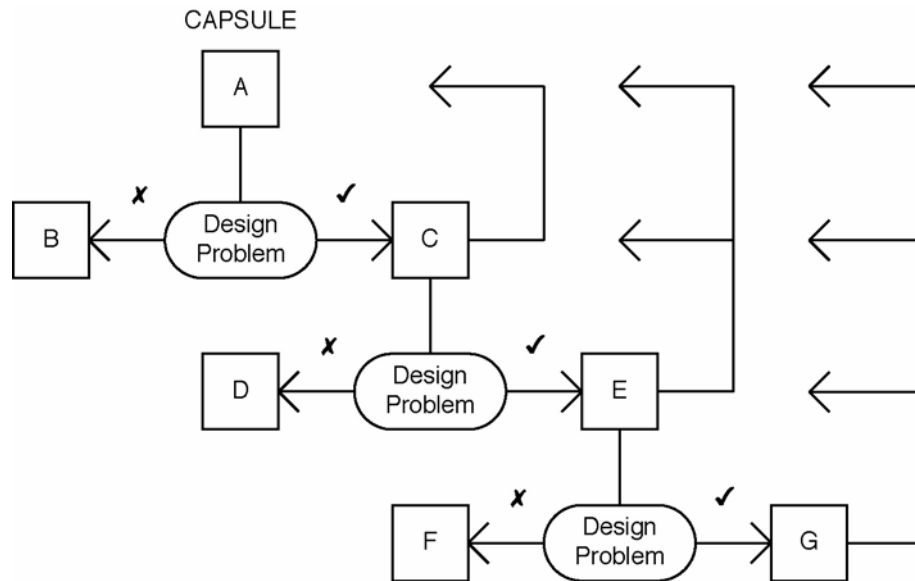 CAPSULE
A
✗
✓
B
Design
Problem
C
✗
✓
D
Design
Problem
E
✗
✓
F
Design
Problem
G